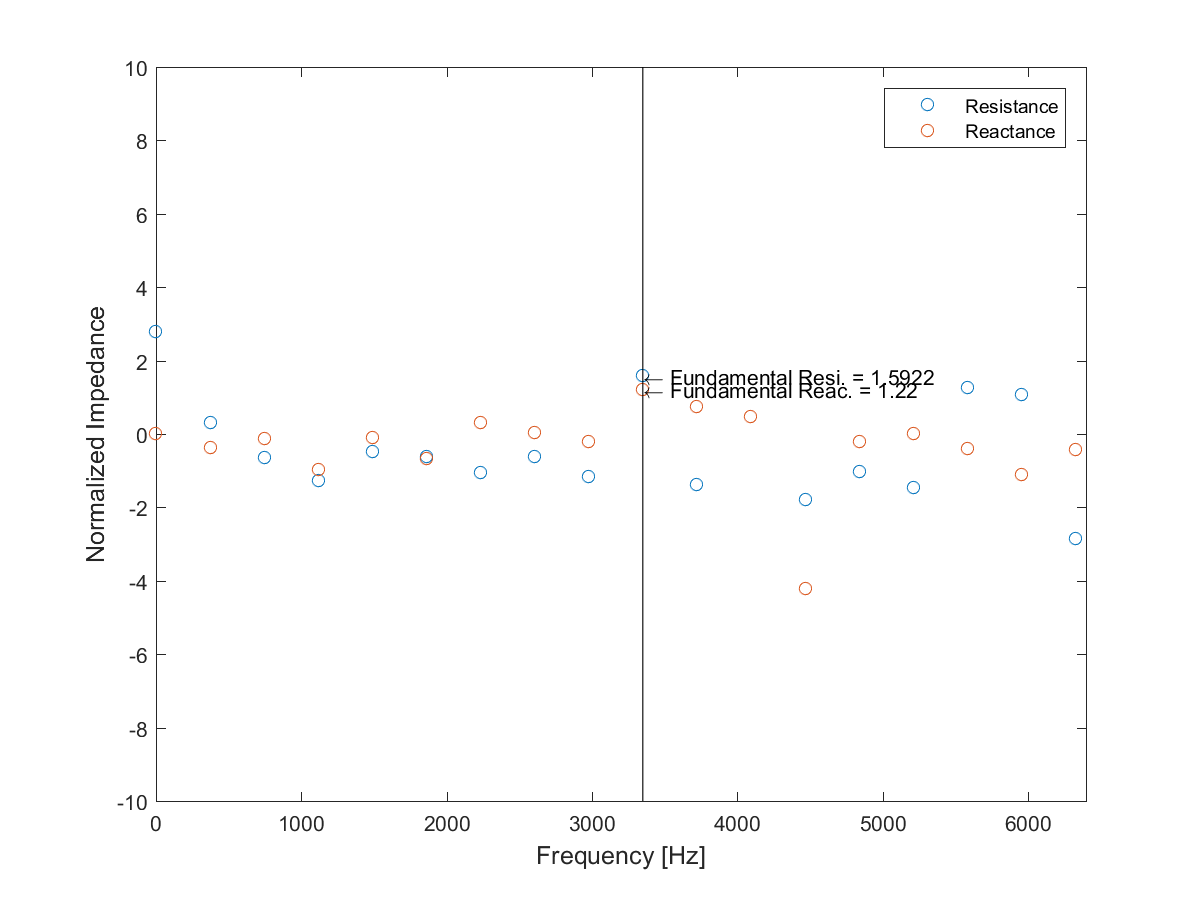 10
8
6
4
2
0
-2
-4
-6
-8
-10
Normalized Impedance
Resistance
Reactance
← Fundamental Resi. = 1.5922
← Fundamental Reac. = 1.22
0 1000 2000 3000 4000 5000 6000
Frequency [Hz]